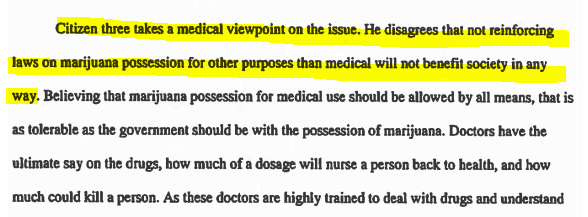 Citizen three takes a medical viewpoint on the issue. He disagrees that not reinforcing
laws on marijuana possession for other purposes than medical will not benefit society in any
way. Believing that marijuana possession for medical use should be allowed by all means, that is
as tolerable as the government should be with the possession of marijuana. Doctors have the
ultimate say on the drugs, how much of a dosage will nurse a person back to health, and how
much could kill a person. As these doctors are highly trained to deal with drugs and understand